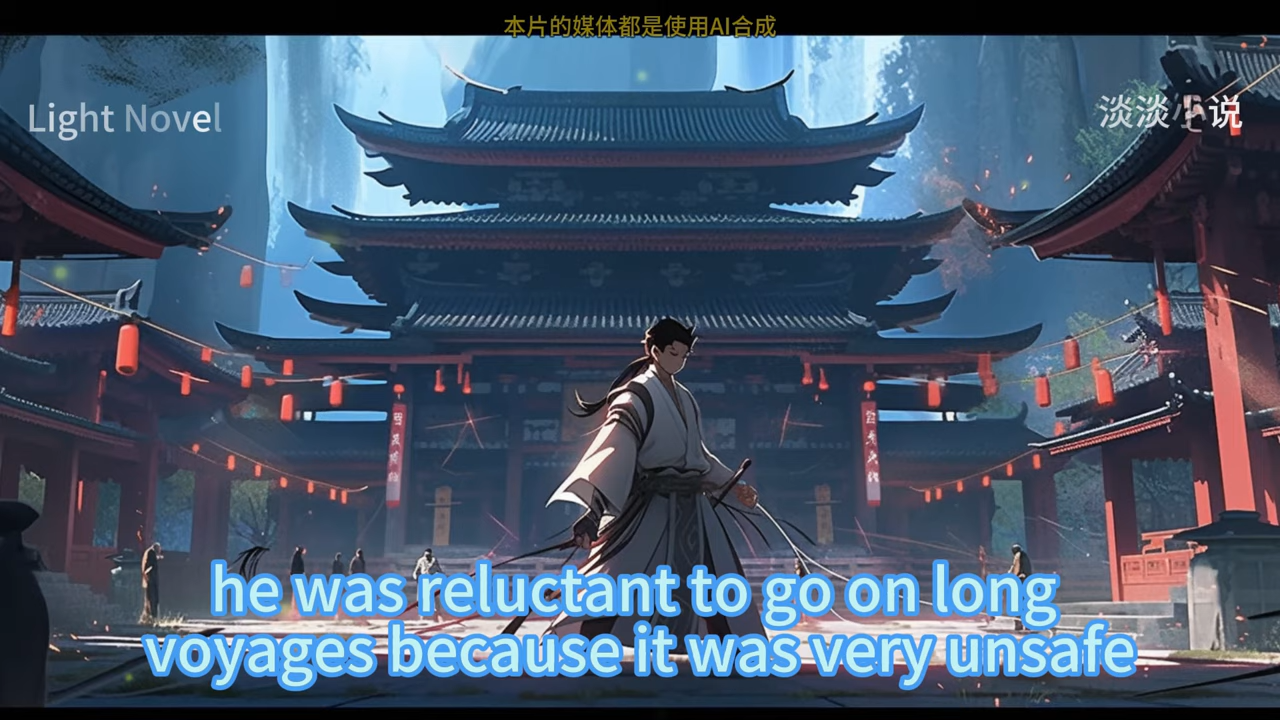 本片的媒体都是使用AI合成
Light Novel
淡淡小说
he was reluctant to go on long
voyages because it was very unsafe